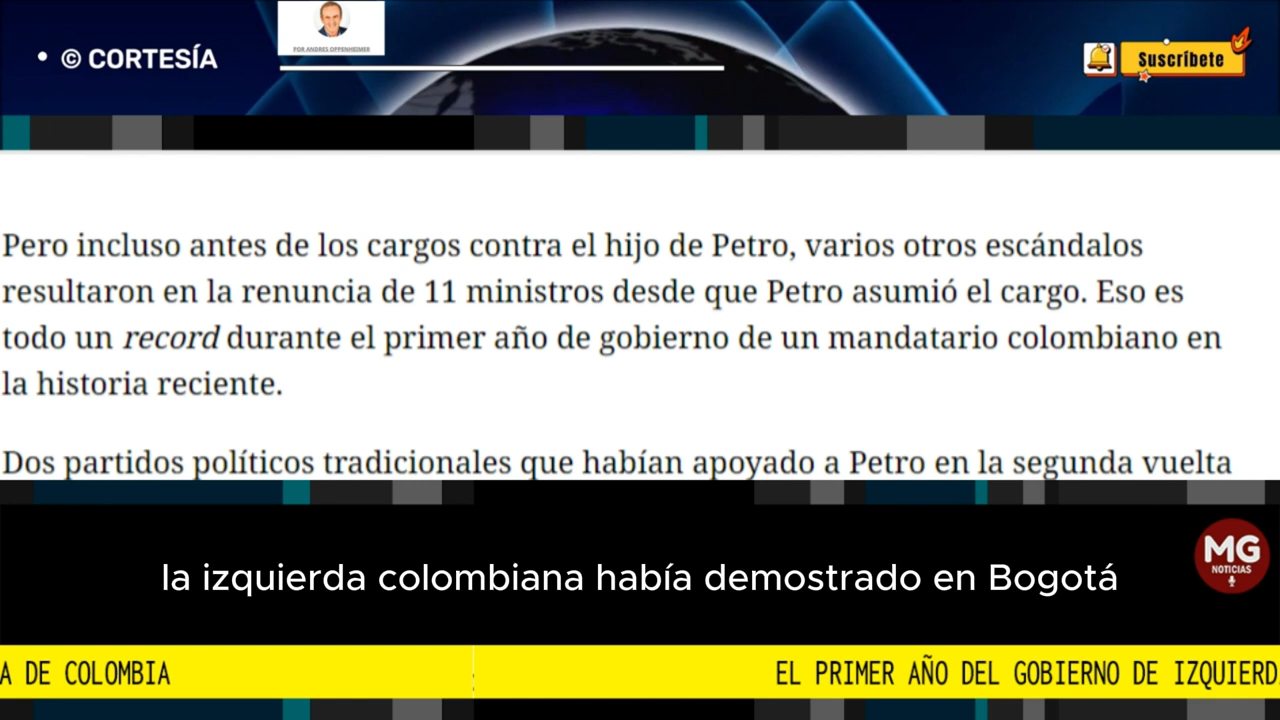 • © CORTESÍA
POR ANDRES OPPENHEIMER
Suscríbete
Pero incluso antes de los cargos contra el hijo de Petro, varios otros escándalos
resultaron en la renuncia de 11 ministros desde que Petro asumió el cargo. Eso es
todo un record durante el primer año de gobierno de un mandatario colombiano en
la historia reciente.
Dos partidos políticos tradicionales que habían apoyado a Petro en la segunda vuelta
MG
NOTICIAS
la izquierda colombiana había demostrado en Bogotá
A DE COLOMBIA EL PRIMER AÑO DEL GOBIERNO DE IZQUIERD